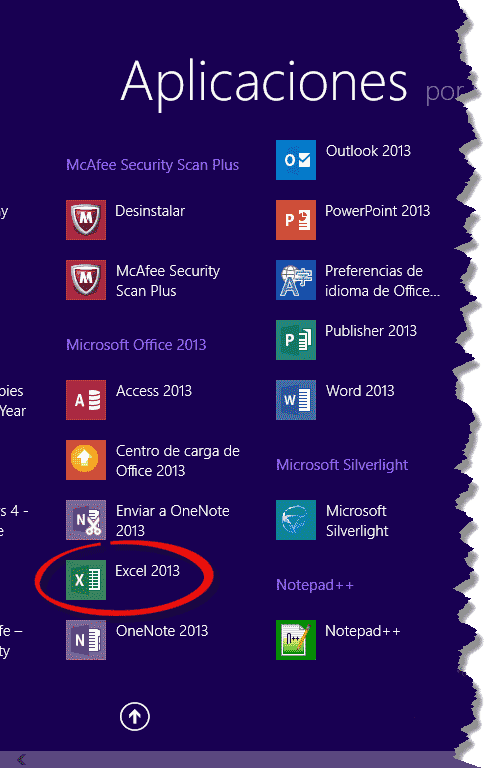 Aplicaciones por
y
pies
Year
s 4 -
e
fe –
ty
McAfee Security Scan Plus
Desinstalar
McAfee Security
Scan Plus
Microsoft Office 2013
Access 2013
Centro de carga de
Office 2013
Enviar a OneNote
2013
Excel 2013
OneNote 2013
Outlook 2013
PowerPoint 2013
Preferencias de
idioma de Office...
Publisher 2013
Word 2013
Microsoft Silverlight
Microsoft
Silverlight
Notepad++
Notepad++